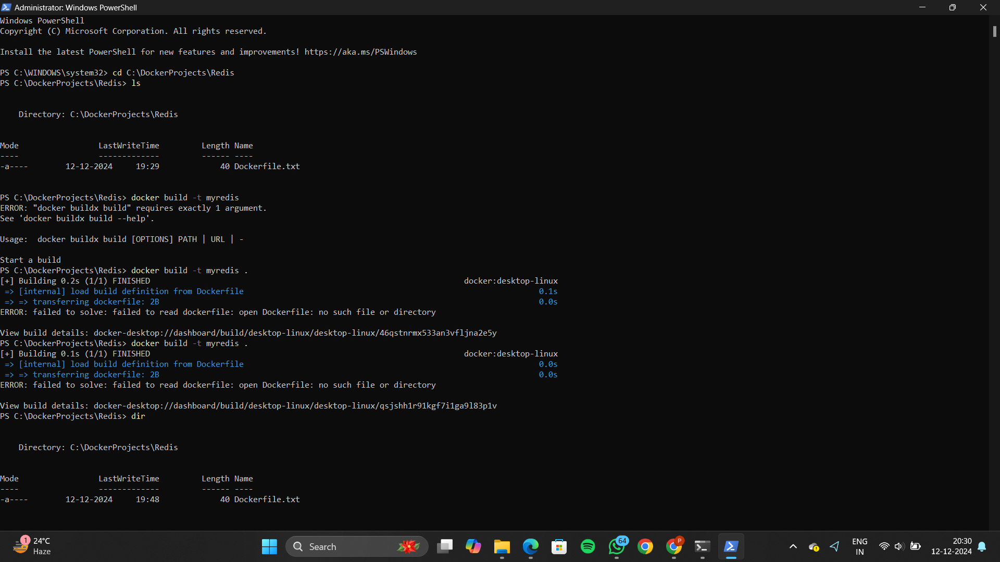 Administrator: Windows PowerShell
Windows PowerShell
Copyright (C) Microsoft Corporation. All rights reserved.
Install the latest PowerShell for new features and improvements! https://aka.ms/PSWindows
PS C:\WINDOWS\system32> cd C:\DockerProjects\Redis
PS C:\DockerProjects\Redis> ls
Directory: C:\DockerProjects\Redis
Mode LastWriteTime Length Name
---- ------------- ------ ----
-a---- 12-12-2024 19:29 40 Dockerfile.txt
PS C:\DockerProjects\Redis> docker build -t myredis
ERROR: "docker buildx build" requires exactly 1 argument.
See 'docker buildx build --help'.
Usage: docker buildx build [OPTIONS] PATH | URL | -
Start a build
PS C:\DockerProjects\Redis> docker build -t myredis .
[+] Building 0.2s (1/1) FINISHED docker:desktop-linux
=> [internal] load build definition from Dockerfile 0.1s
=> => transferring dockerfile: 2B 0.0s
ERROR: failed to solve: failed to read dockerfile: open Dockerfile: no such file or directory
View build details: docker-desktop://dashboard/build/desktop-linux/desktop-linux/46qstnrmx533an3vfljna2e5y
PS C:\DockerProjects\Redis> docker build -t myredis .
[+] Building 0.1s (1/1) FINISHED docker:desktop-linux
=> [internal] load build definition from Dockerfile 0.0s
=> => transferring dockerfile: 2B 0.0s
ERROR: failed to solve: failed to read dockerfile: open Dockerfile: no such file or directory
View build details: docker-desktop://dashboard/build/desktop-linux/desktop-linux/qsjshh1r91kgf7i1ga9l83p1v
PS C:\DockerProjects\Redis> dir
Directory: C:\DockerProjects\Redis
Mode LastWriteTime Length Name
---- ------------- ------ ----
-a---- 12-12-2024 19:48 40 Dockerfile.txt
1
24°C
Haze
Search
64
P
ENG
IN
20:30
12-12-2024